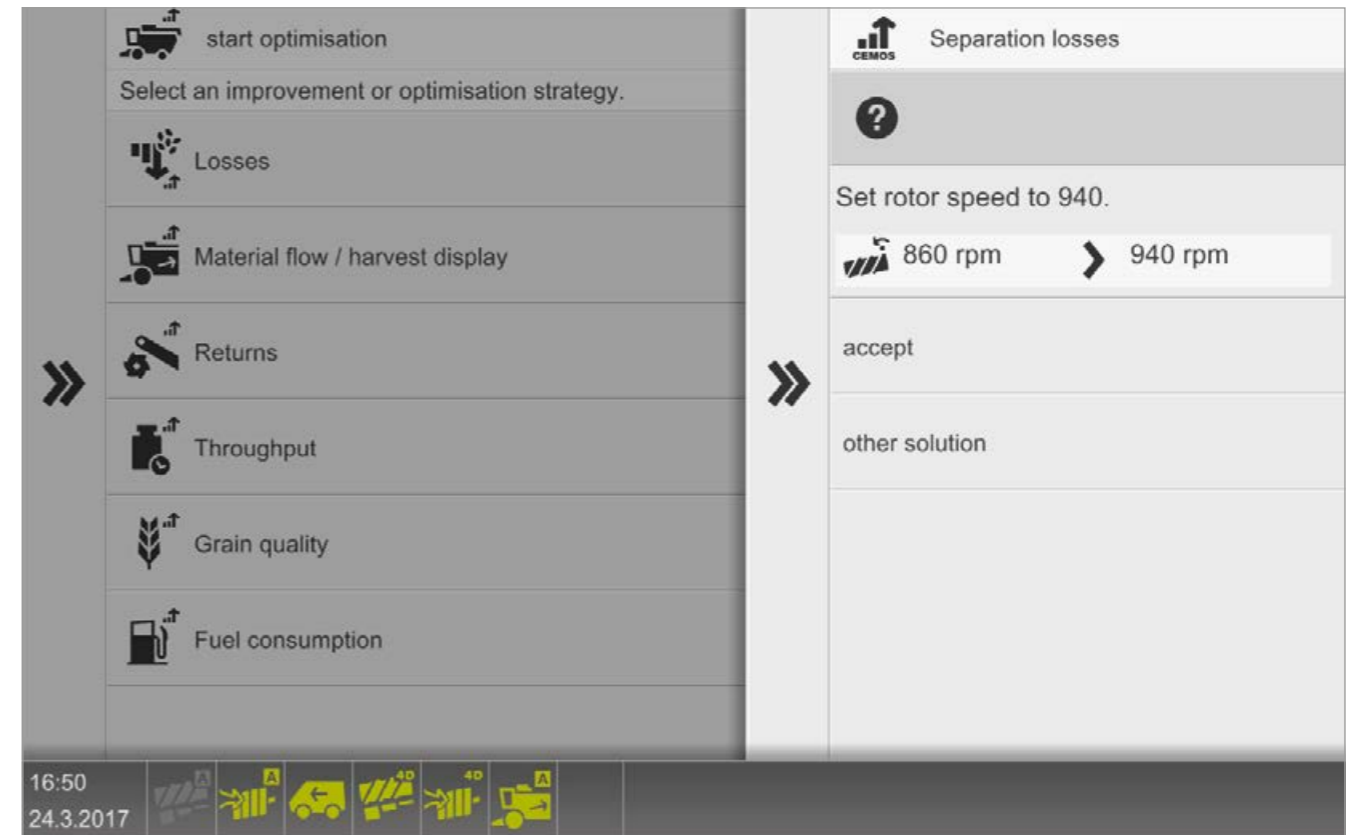 start optimisation
Select an improvement or optimisation strategy.
Losses
Material flow / harvest display
Returns
Throughput
Grain quality
Fuel consumption
CEMOS
Separation losses
?
Set rotor speed to 940.
860 rpm 940 rpm
accept
other solution
16:50
24.3.2017
A
A
4D
4D
A